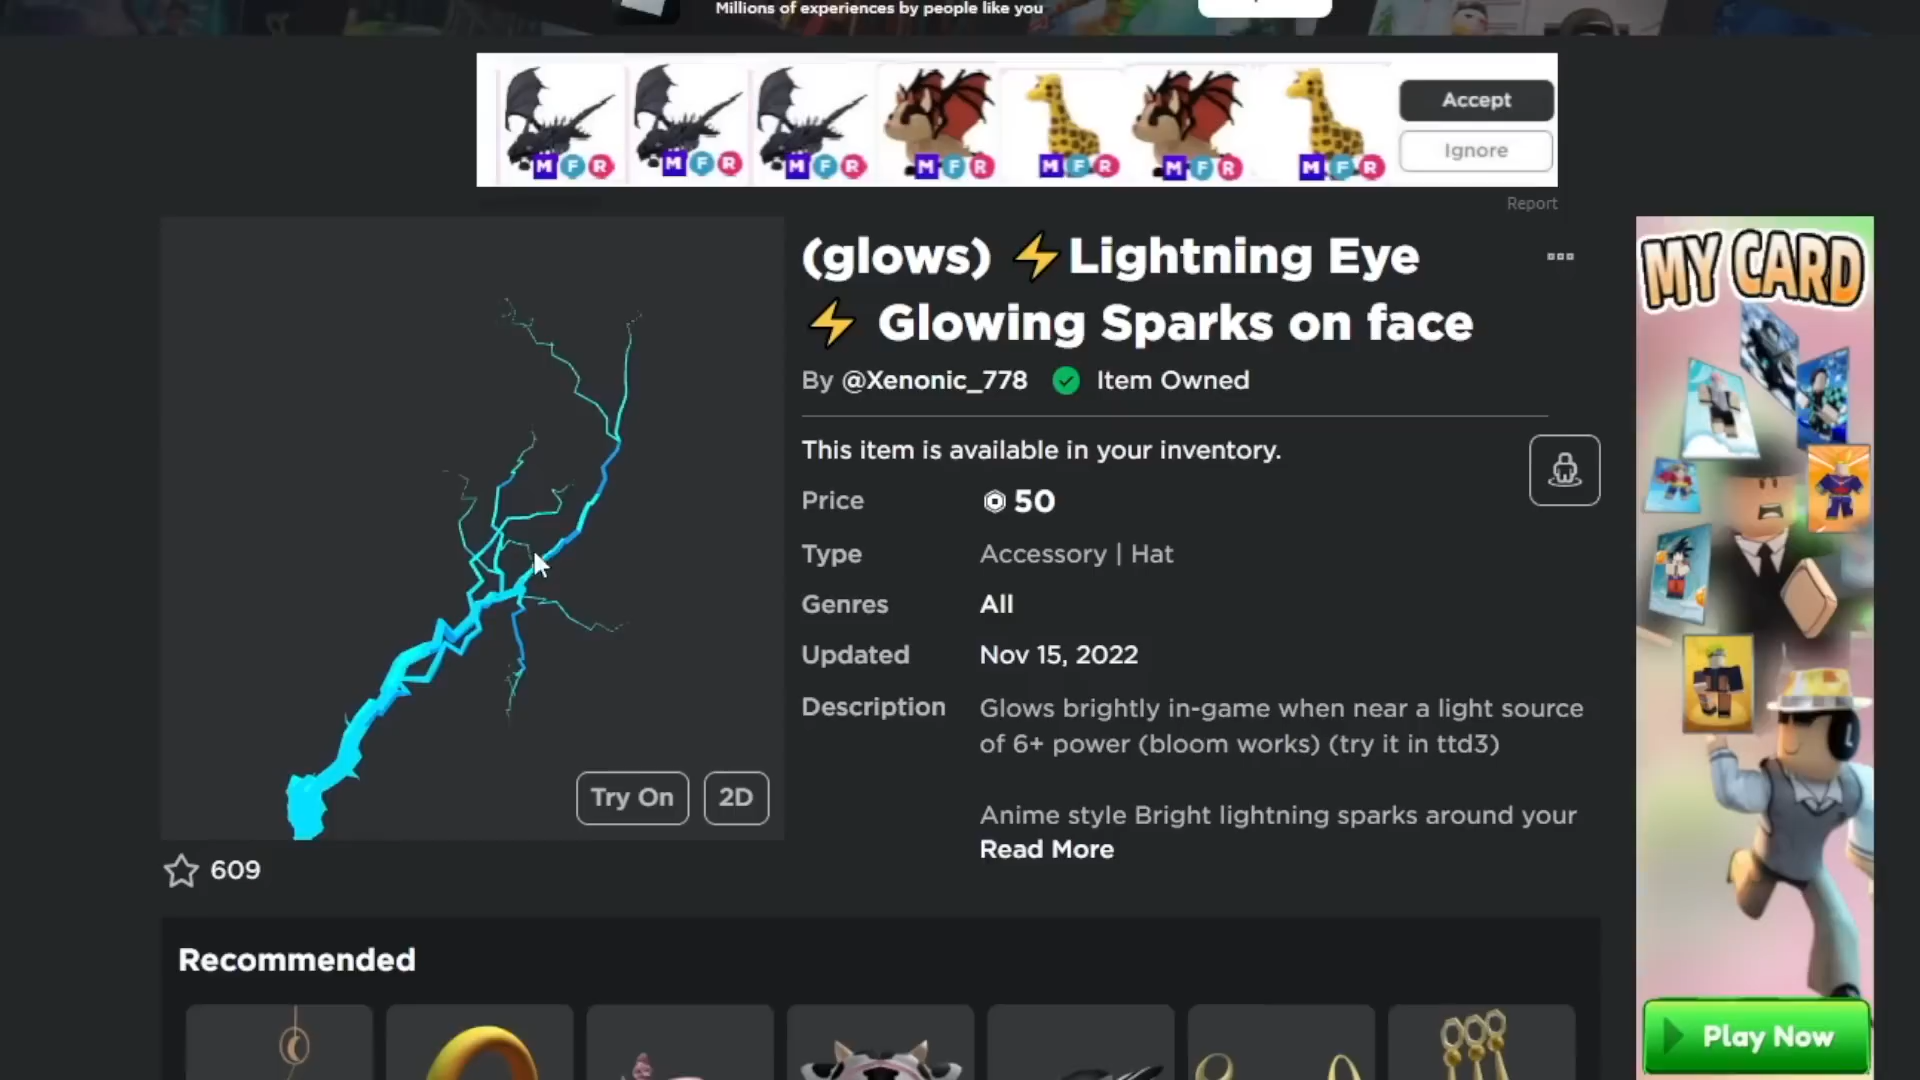 Millions of experiences by people like you
M F R M F R M F R M F R M F R M F R M F R
Accept
Ignore
Report
(glows) ⚡Lightning Eye
⚡ Glowing Sparks on face
By @Xenonic_778 Item Owned
This item is available in your inventory.
Price 50
Type Accessory | Hat
Genres All
Updated Nov 15, 2022
Description Glows brightly in-game when near a light source
of 6+ power (bloom works) (try it in ttd3)
Anime style Bright lightning sparks around your
Read More
Try On 2D
609
Recommended
MY CARD
Play Now